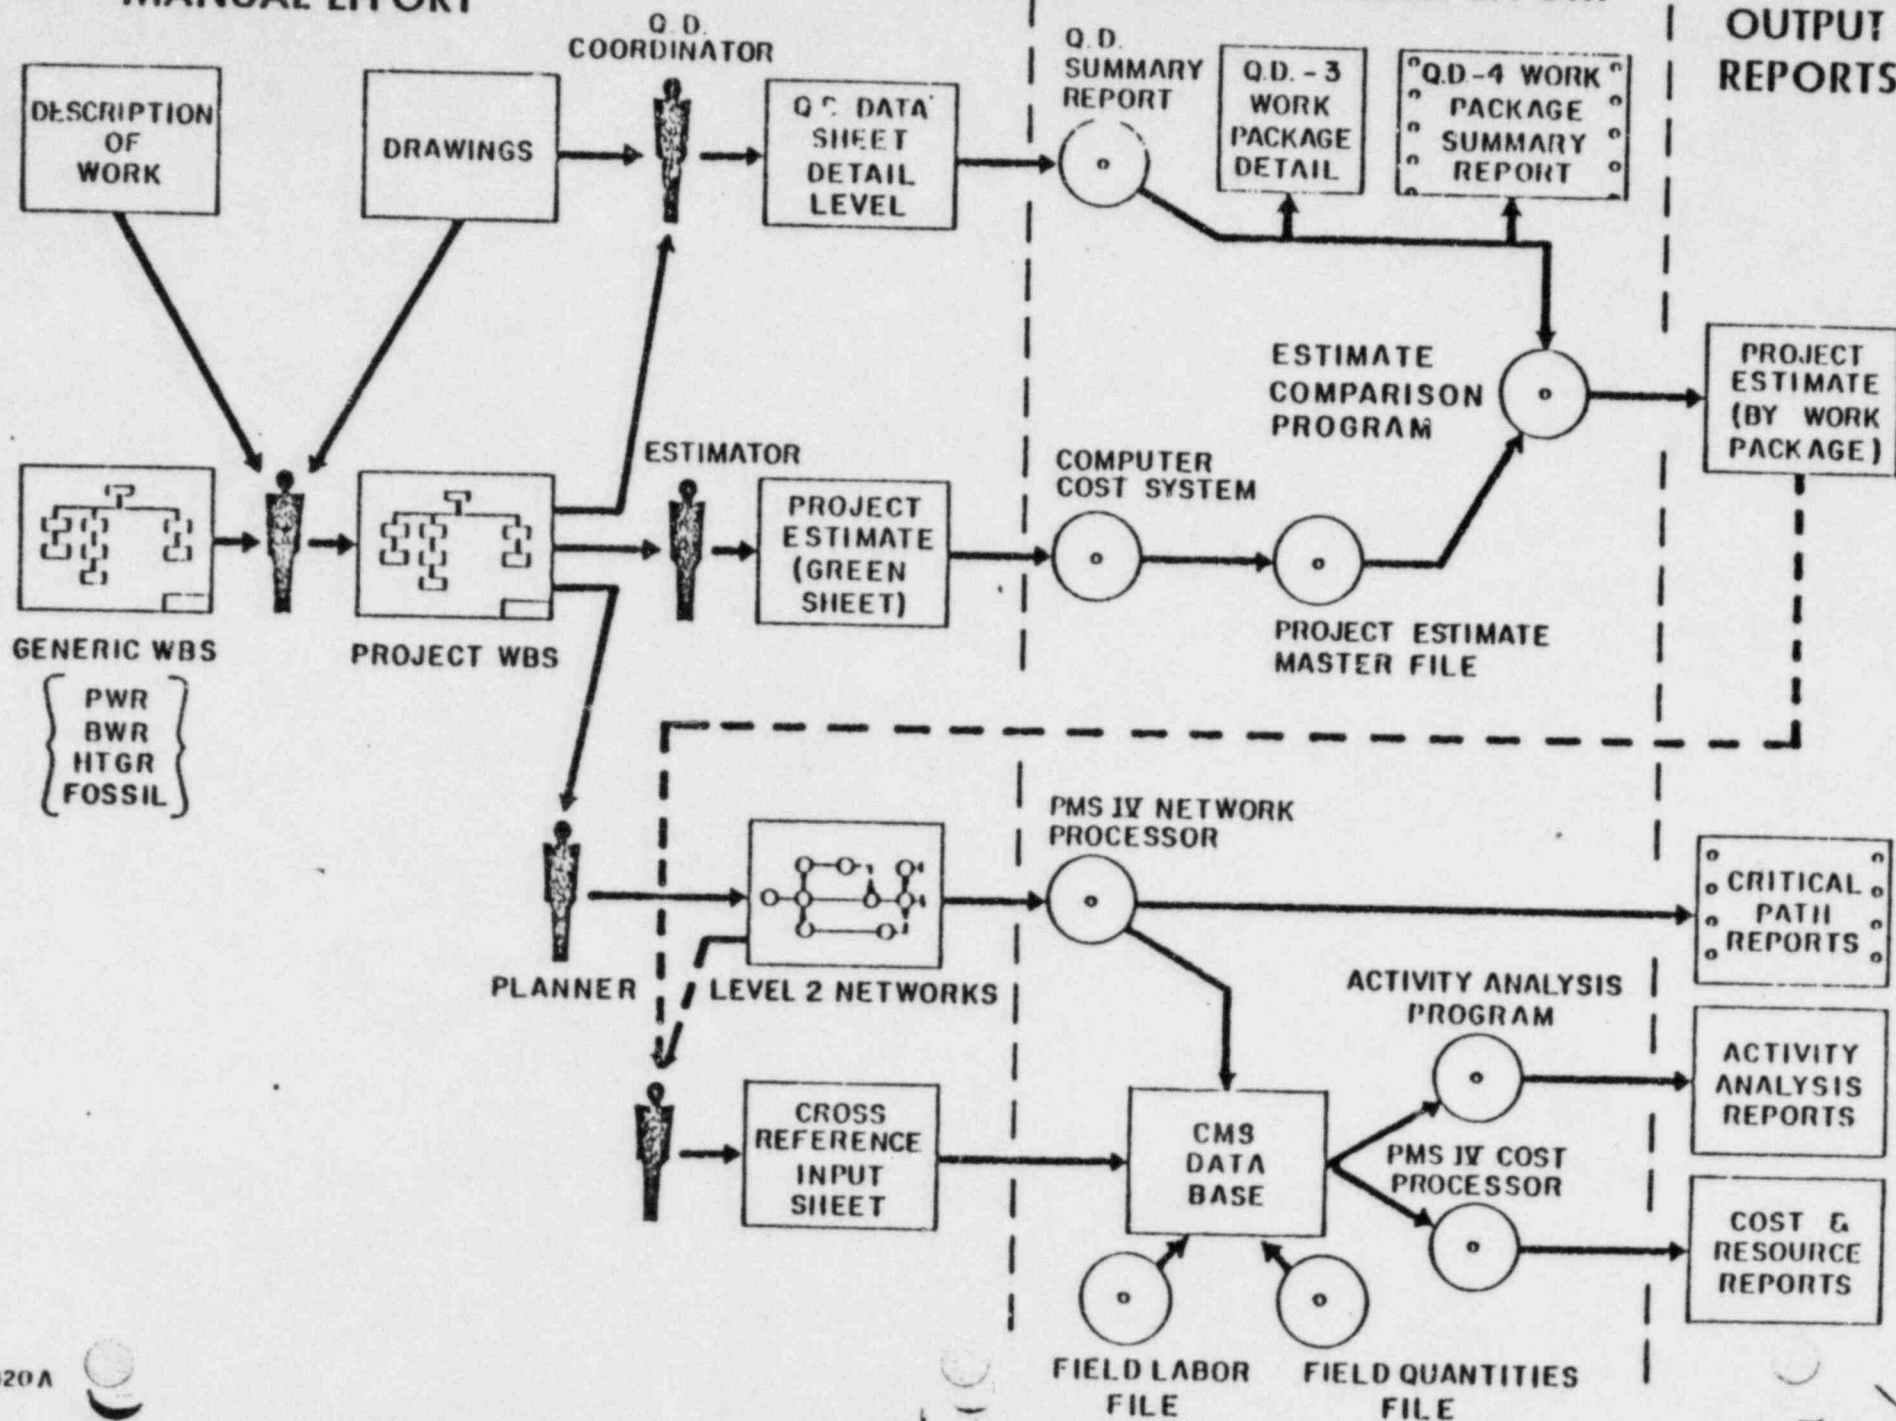 MANUAL EFFORT
OUTPUT
REPORTS
Q.D.
COORDINATOR
Q.D.
SUMMARY
REPORT
Q.D.-3
WORK
PACKAGE
DETAIL
Q.D.-4 WORK
PACKAGE
SUMMARY
REPORT
DESCRIPTION
OF
WORK
DRAWINGS
DATA
SHEET
DETAIL
LEVEL
ESTIMATE
COMPARISON
PROGRAM
PROJECT
ESTIMATE
(BY WORK
PACKAGE)
ESTIMATOR
COMPUTER
COST SYSTEM
PROJECT
ESTIMATE
(GREEN
SHEET)
GENERIC WBS
PWR
BWR
HTGR
FOSSIL
PROJECT WBS
PROJECT ESTIMATE
MASTER FILE
PMS IV NETWORK
PROCESSOR
PLANNER
LEVEL 2 NETWORKS
CRITICAL
PATH
REPORTS
ACTIVITY ANALYSIS
PROGRAM
ACTIVITY
ANALYSIS
REPORTS
CROSS
REFERENCE
INPUT
SHEET
CMS
DATA
BASE
PMS IV COST
PROCESSOR
COST &
RESOURCE
REPORTS
FIELD LABOR
FILE
FIELD QUANTITIES
FILE
20A